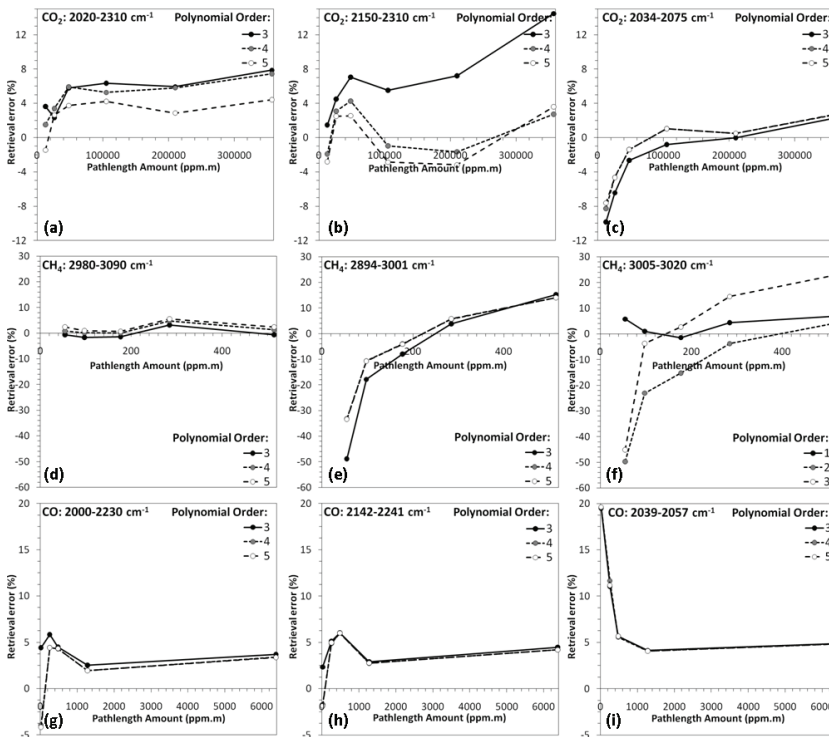 CO2: 2020-2310 cm-1 Polynomial Order:
3
4
5
Retrieval error (%)
16
12
8
4
0
-4
-8
-12
0 100000 200000 300000
Pathlength Amount (ppm.m)
(a)
CO2: 2150-2310 cm-1 Polynomial Order:
3
4
5
Retrieval error (%)
16
12
8
4
0
-4
-8
-12
0 100000 200000 300000
Pathlength Amount (ppm.m)
(b)
CO2: 2034-2075 cm-1 Polynomial Order:
3
4
5
Retrieval error (%)
16
12
8
4
0
-4
-8
-12
0 100000 200000 300000
Pathlength Amount (ppm.m)
(c)
CH4: 2980-3090 cm-1
Retrieval error (%)
30
20
10
0
-10
-20
-30
-40
-50
-60
0 200 400
Pathlength Amount (ppm.m)
Polynomial Order:
3
4
5
(d)
CH4: 2894-3001 cm-1
Retrieval error (%)
30
20
10
0
-10
-20
-30
-40
-50
-60
0 200 400
Pathlength Amount (ppm.m)
Polynomial Order:
3
4
5
(e)
CH4: 3005-3020 cm-1
Retrieval error (%)
30
20
10
0
-10
-20
-30
-40
-50
-60
0 200 400
Pathlength Amount (ppm.m)
Polynomial Order:
1
2
3
(f)
CO: 2000-2230 cm-1 Polynomial Order:
3
4
5
Retrieval error (%)
20
15
10
5
0
-5
0 1000 2000 3000 4000 5000 6000
Pathlength Amount (ppm.m)
(g)
CO: 2142-2241 cm-1 Polynomial Order:
3
4
5
Retrieval error (%)
20
15
10
5
0
-5
0 1000 2000 3000 4000 5000 6000
Pathlength Amount (ppm.m)
(h)
CO: 2039-2057 cm-1 Polynomial Order:
3
4
5
Retrieval error (%)
20
15
10
5
0
-5
0 1000 2000 3000 4000 5000 6000
Pathlength Amount (ppm.m)
(i)